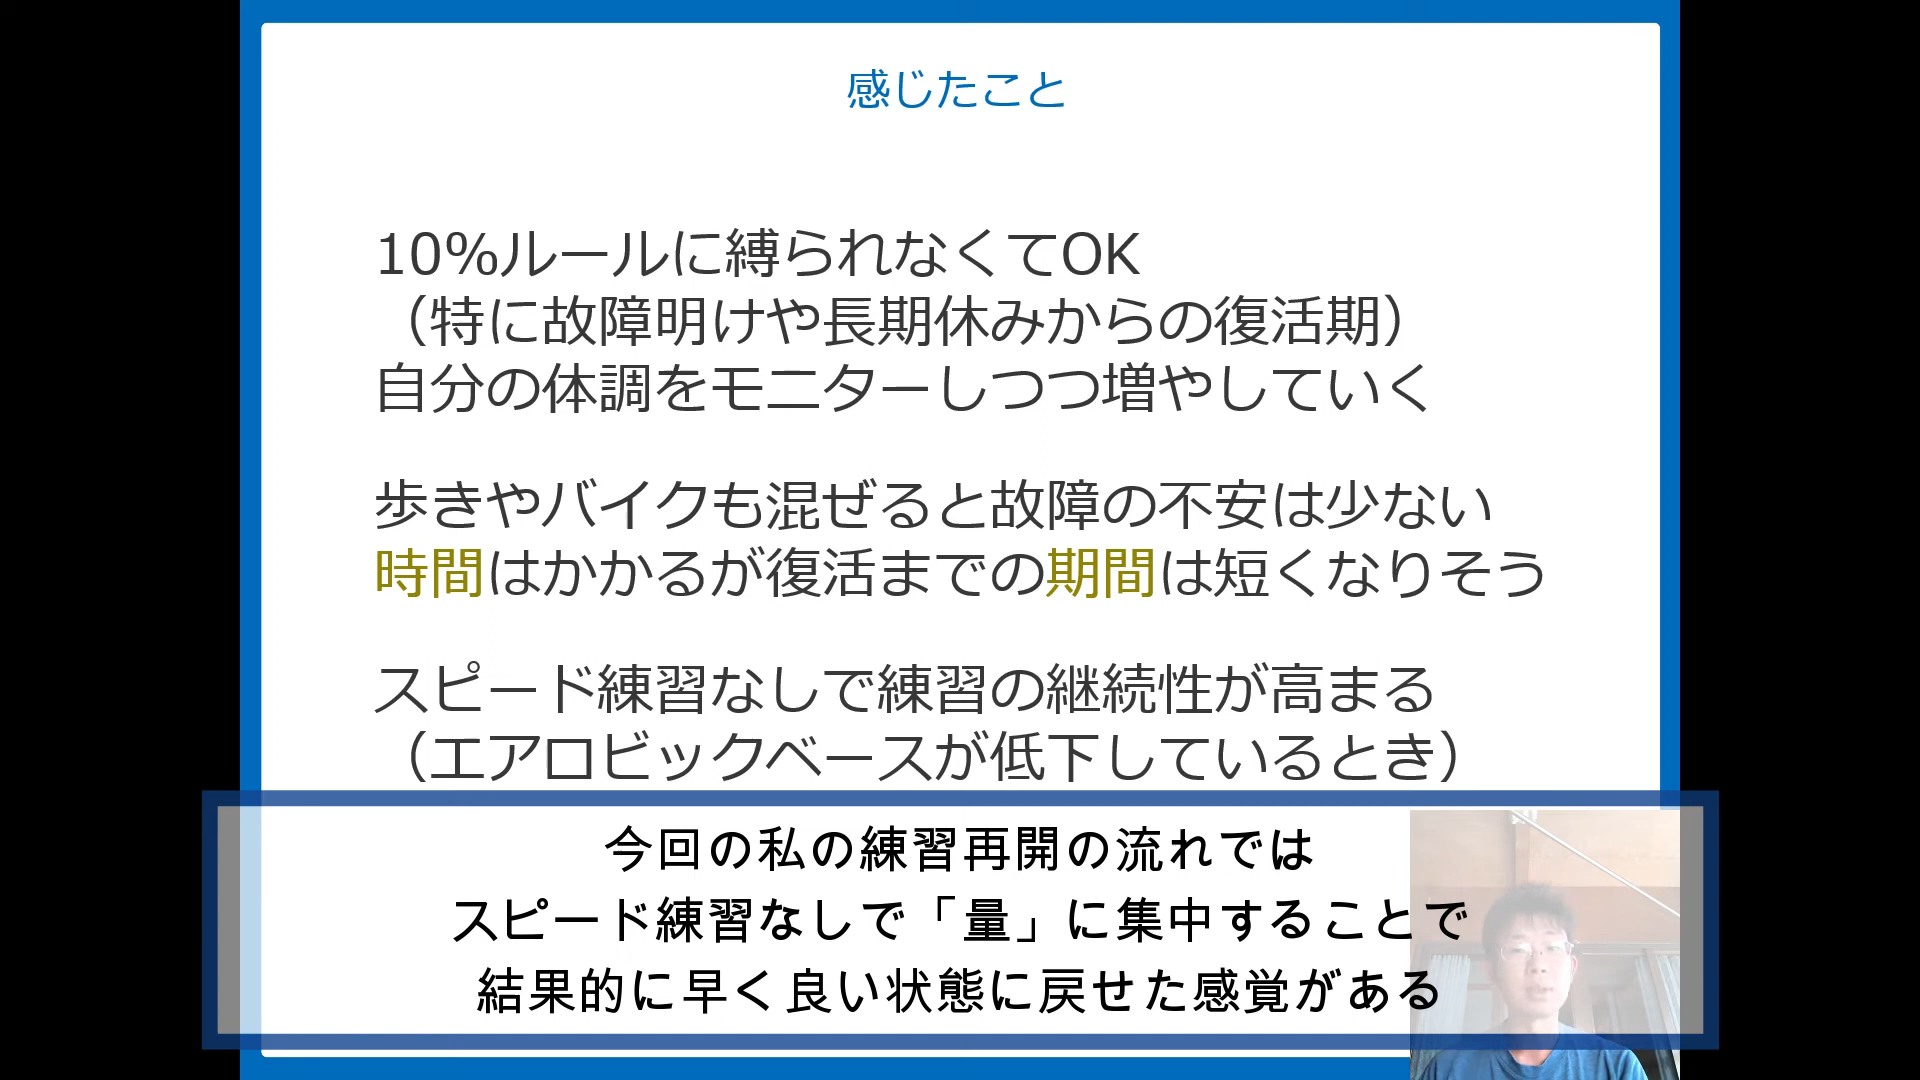 感じたこと
10%ルールに縛られなくてOK
（特に故障明けや長期休みからの復活期）
自分の体調をモニターしつつ増やしていく
歩きやバイクも混ぜると故障の不安は少ない
時間はかかるが復活までの期間は短くなりそう
スピード練習なしで練習の継続性が高まる
（エアロビックベースが低下しているとき）
今回の私の練習再開の流れでは
スピード練習なしで「量」に集中することで
結果的に早く良い状態に戻せた感覚がある